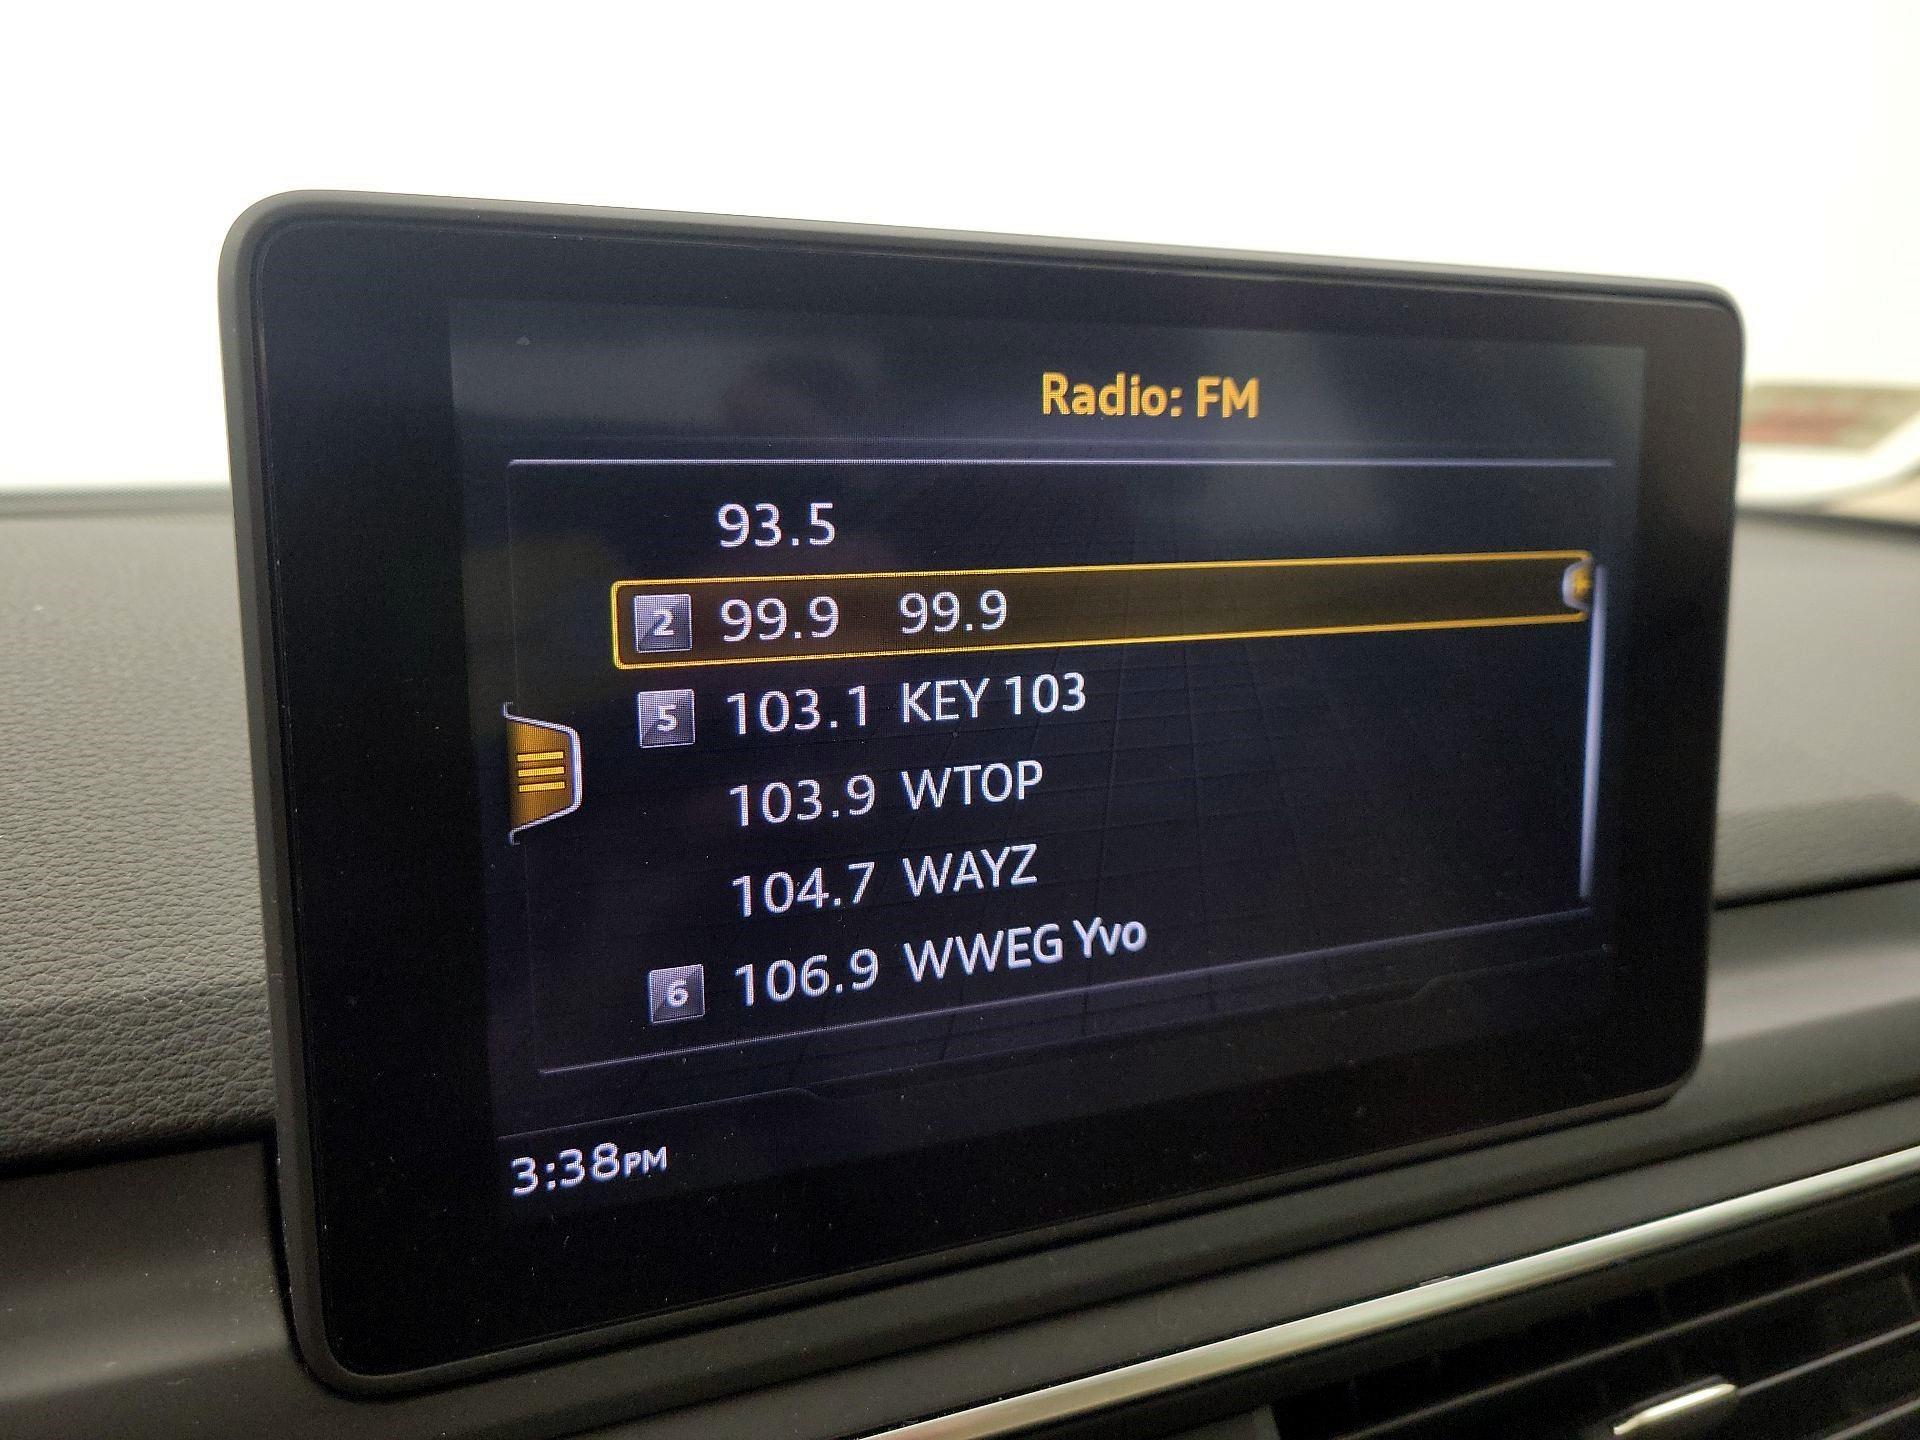 Radio: FM
93.5
2 99.9 99.9
5 103.1 KEY 103
103.9 WTOP
104.7 WAYZ
6 106.9 WWEG Yvo
3:38PM